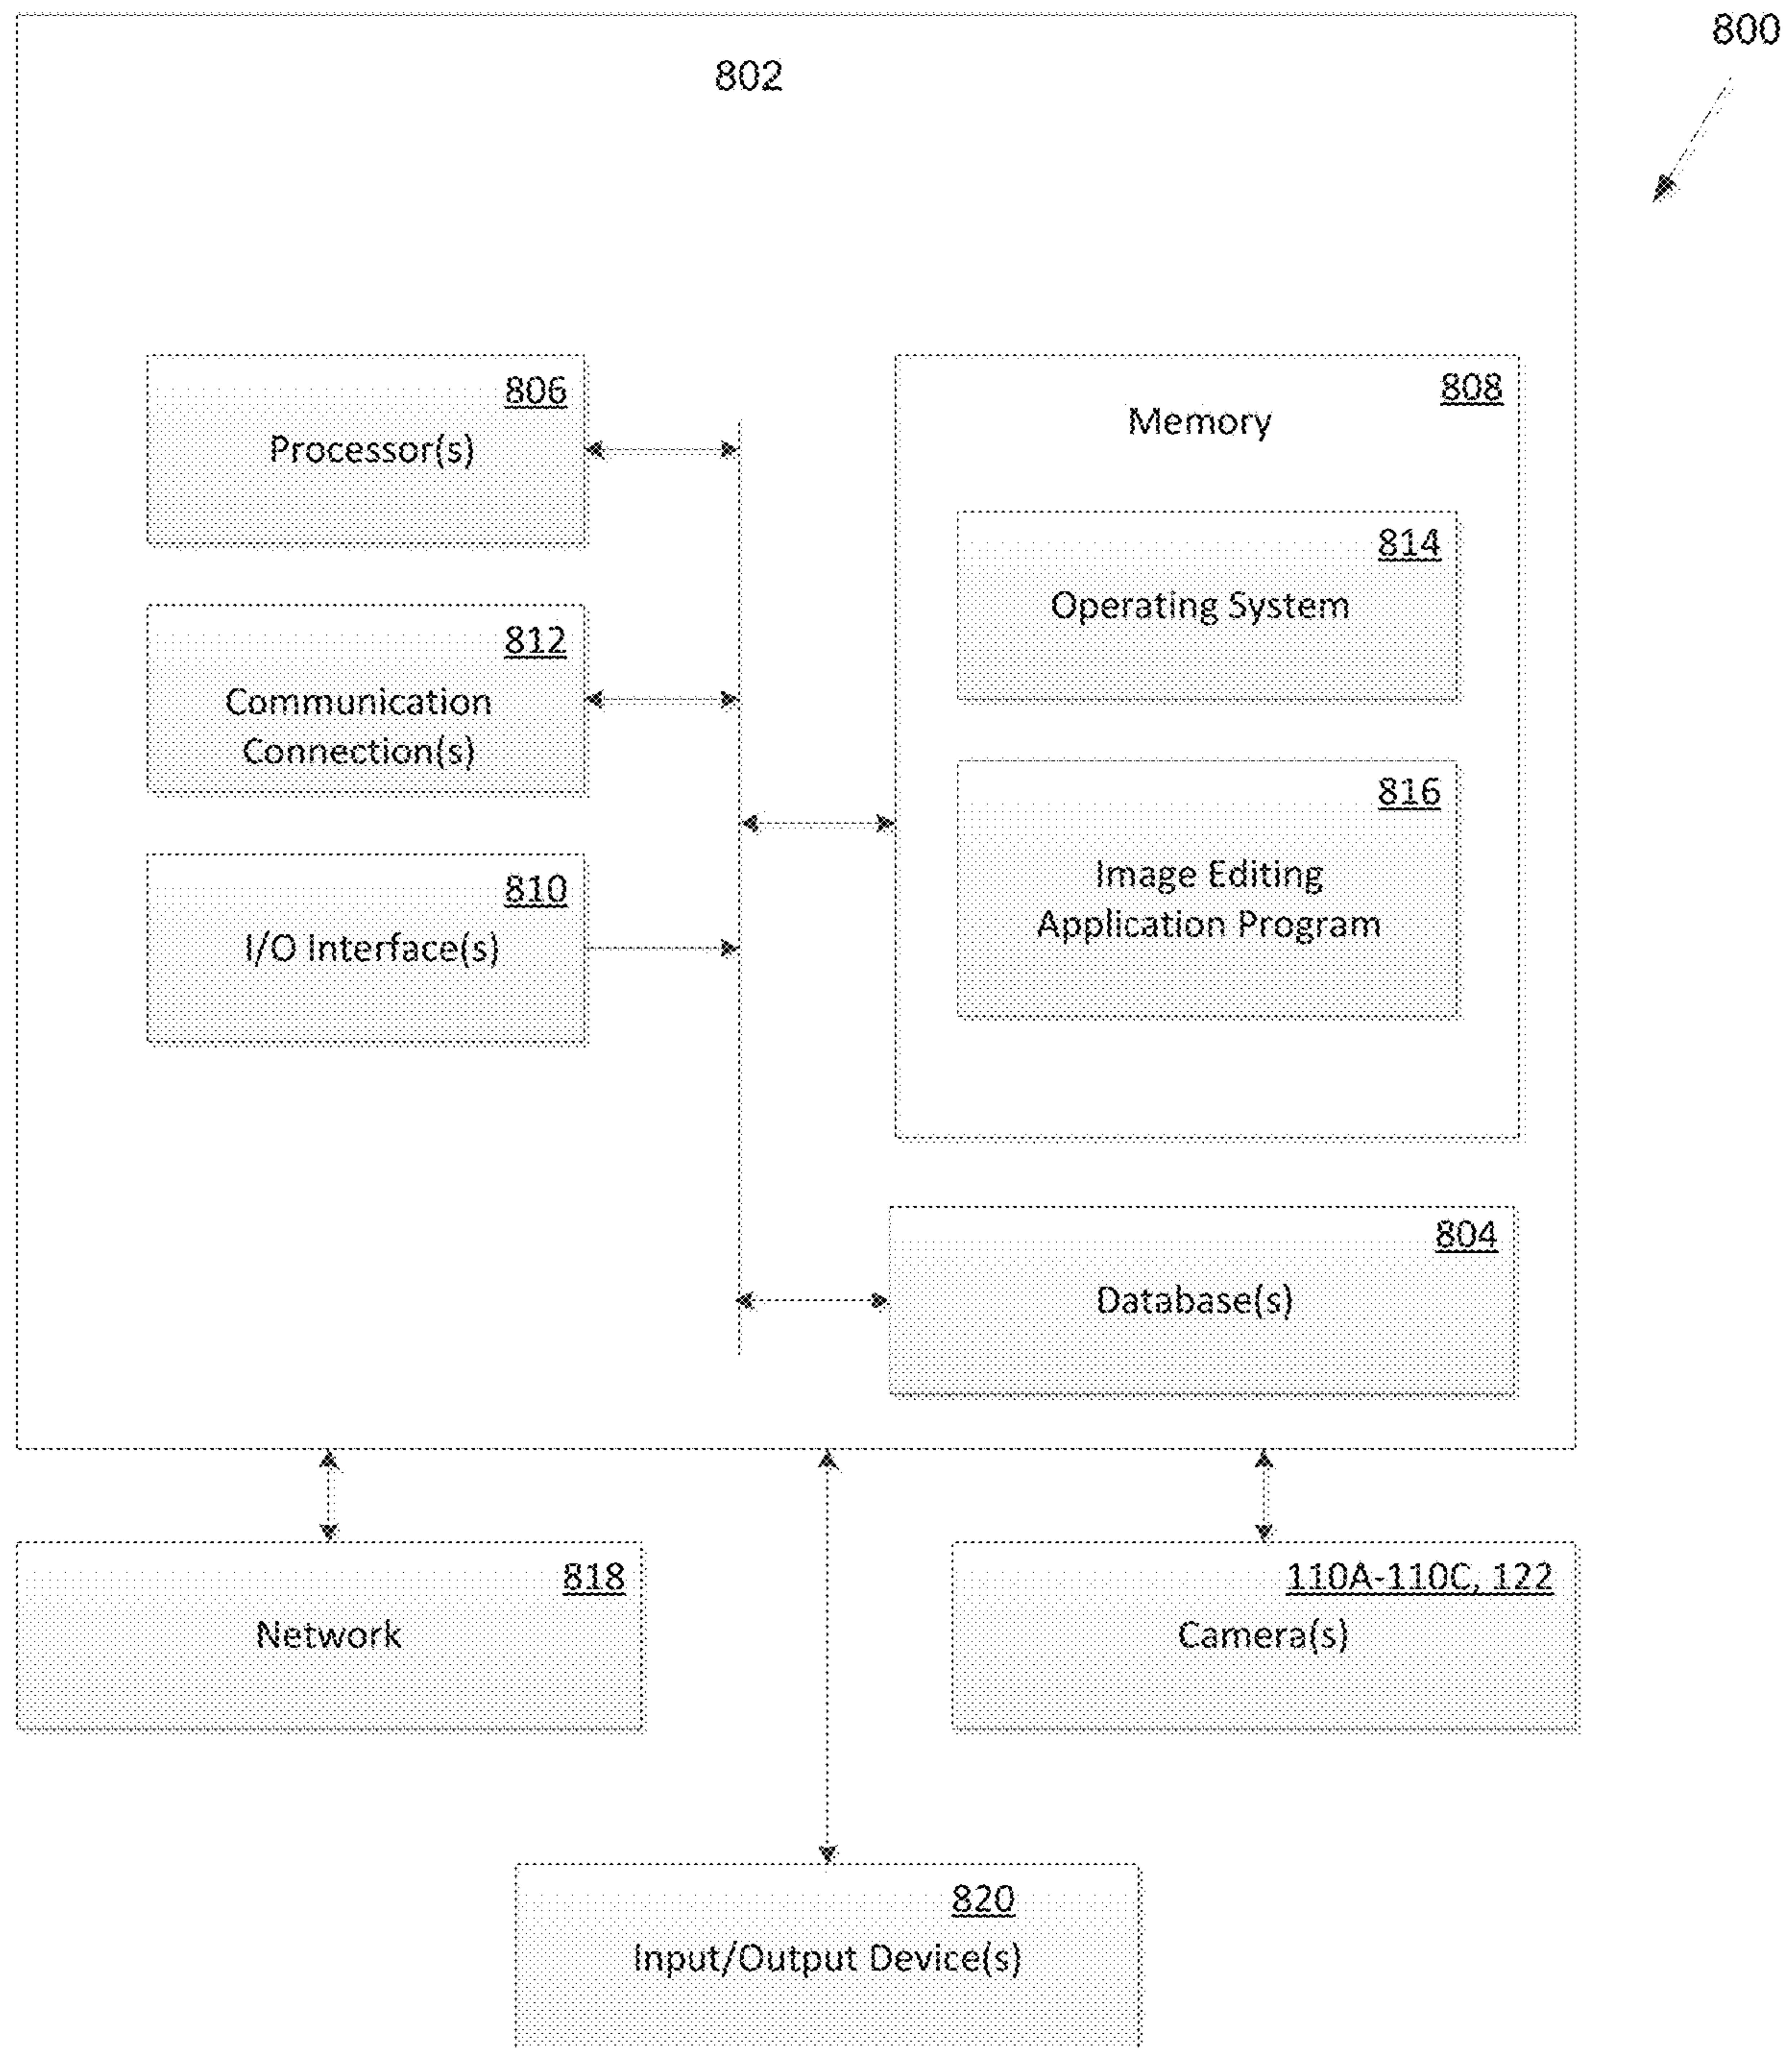 800
802
806
Processor(s)
812
Communication
Connection(s)
810
I/O Interface(s)
808
Memory
814
Operating System
816
Image Editing
Application Program
804
Database(s)
818
Network
110A-110C, 122
Camera(s)
820
Input/Output Device(s)